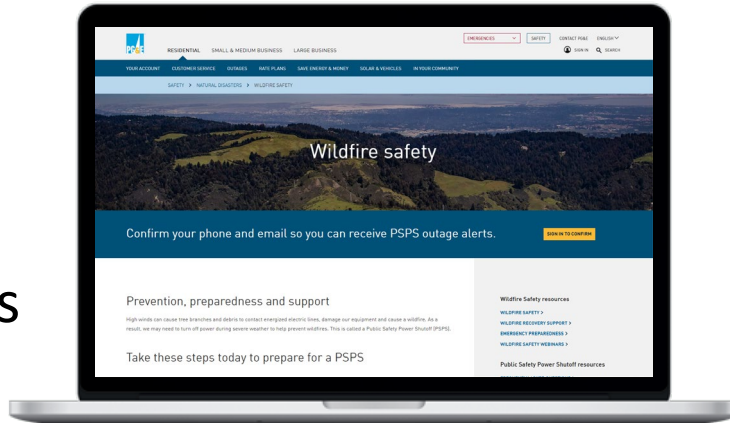 PG&E
EMERGENCIES SAFETY CONTACT PG&E ENGLISH
RESIDENTIAL SMALL & MEDIUM BUSINESS LARGE BUSINESS SIGN IN SEARCH
YOUR ACCOUNT CUSTOMER SERVICE OUTAGES RATE PLANS SAVE ENERGY & MONEY SOLAR & VEHICLES IN YOUR COMMUNITY
SAFETY > NATURAL DISASTERS > WILDFIRE SAFETY
Wildfire safety
Confirm your phone and email so you can receive PSPS outage alerts. SIGN IN TO CONFIRM
s
Prevention, preparedness and support
High winds can cause tree branches and debris to contact energized electric lines, damage our equipment and cause a wildfire. As a
result, we may need to turn off power during severe weather to help prevent wildfires. This is called a Public Safety Power Shutoff (PSPS).
Take these steps today to prepare for a PSPS
Wildfire Safety resources
WILDFIRE SAFETY >
WILDFIRE RECOVERY SUPPORT >
EMERGENCY PREPAREDNESS >
WILDFIRE SAFETY WEBINARS >
Public Safety Power Shutoff resources